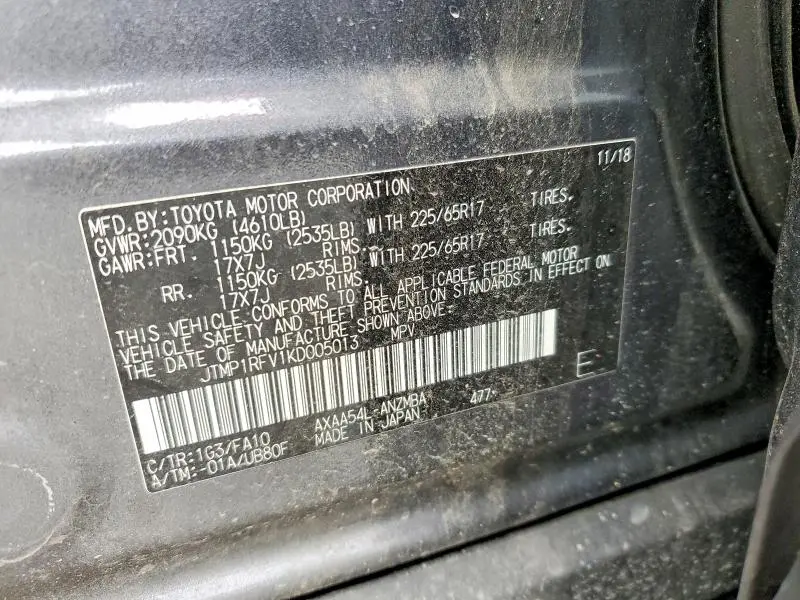 11/18
MFD.BY:TOYOTA MOTOR CORPORATION
GVWR:2090KG (4610LB)
GAWR:FRT. 1150KG (2535LB) WITH 225/65R17 TIRES.
17X7J RIMS.
RR. 1150KG (2535LB) WITH 225/65R17 TIRES.
17X7J RIMS.
THIS VEHICLE CONFORMS TO ALL APPLICABLE FEDERAL MOTOR
VEHICLE SAFETY AND THEFT PREVENTION STANDARDS IN EFFECT ON
THE DATE OF MANUFACTURE SHOWN ABOVE.
JTMP1RFV1KD005013 MPV
E
C/TR:1G3/FA10 AXAA54L-ANZMBA 477
A/TM:-01A/UB80F MADE IN JAPAN